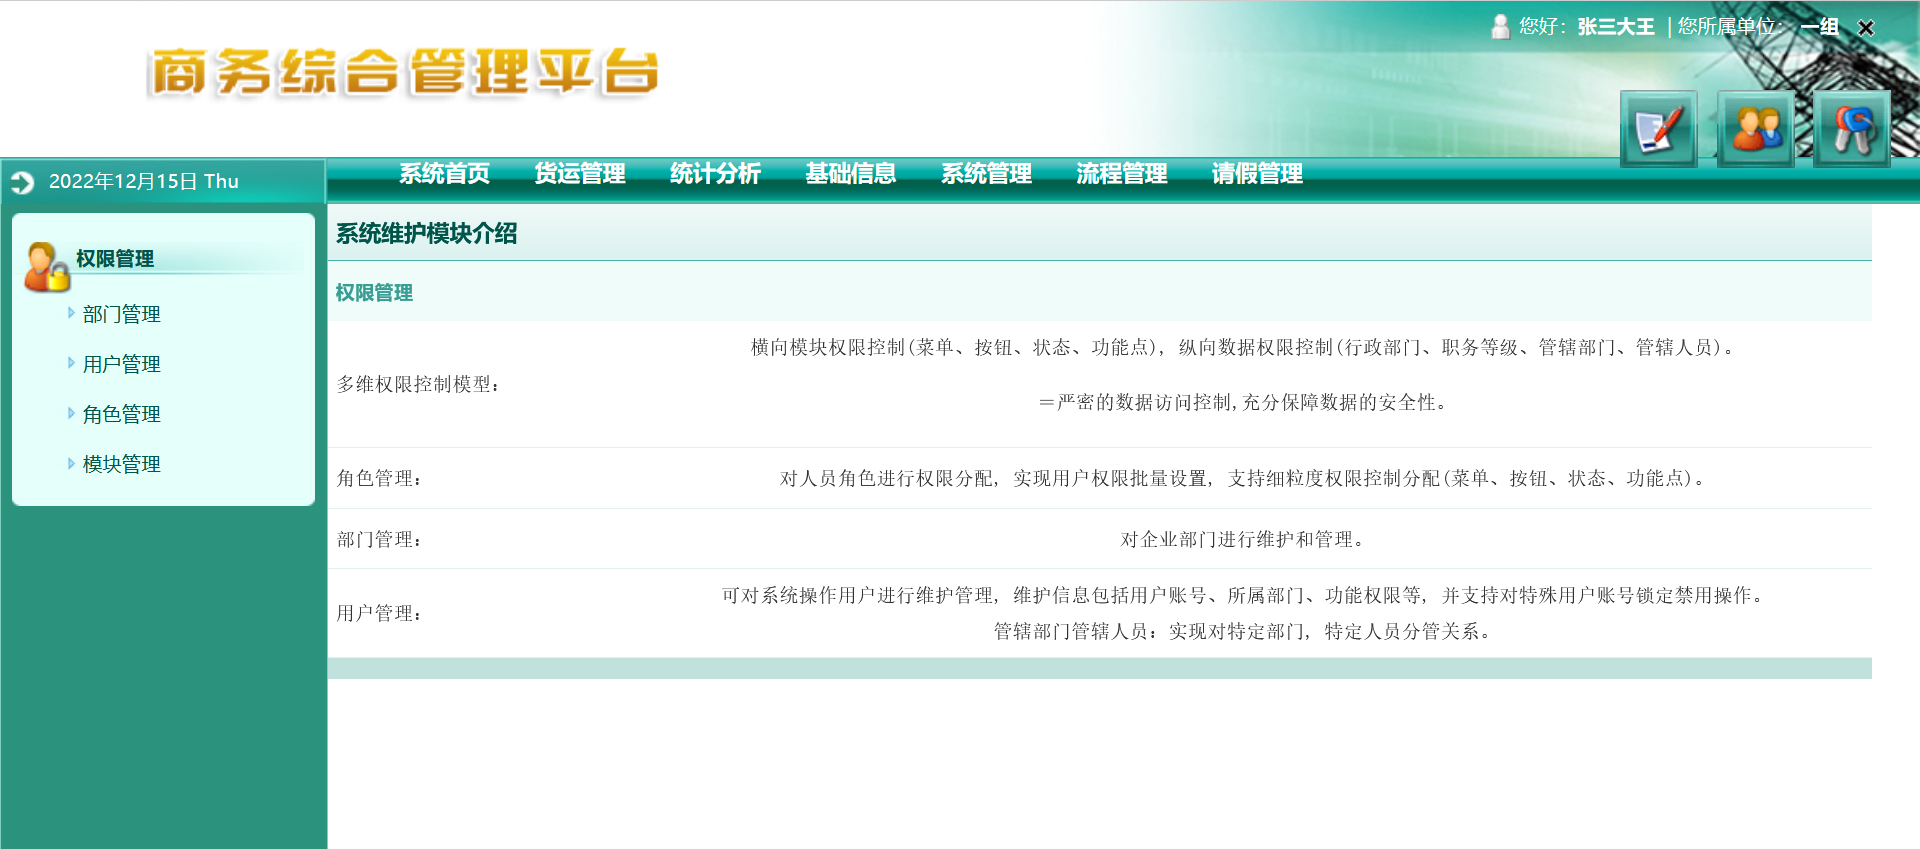 您好：张三大王 | 您所属单位：一组
商务综合管理平台
2022年12月15日 Thu
系统首页 货运管理 统计分析 基础信息 系统管理 流程管理 请假管理
权限管理
部门管理
用户管理
角色管理
模块管理
系统维护模块介绍
权限管理
多维权限控制模型：
横向模块权限控制(菜单、按钮、状态、功能点)，纵向数据权限控制(行政部门、职务等级、管辖部门、管辖人员)。
＝严密的数据访问控制,充分保障数据的安全性。
角色管理：
对人员角色进行权限分配，实现用户权限批量设置，支持细粒度权限控制分配(菜单、按钮、状态、功能点)。
部门管理：
对企业部门进行维护和管理。
用户管理：
可对系统操作用户进行维护管理，维护信息包括用户账号、所属部门、功能权限等，并支持对特殊用户账号锁定禁用操作。
管辖部门管辖人员：实现对特定部门，特定人员分管关系。